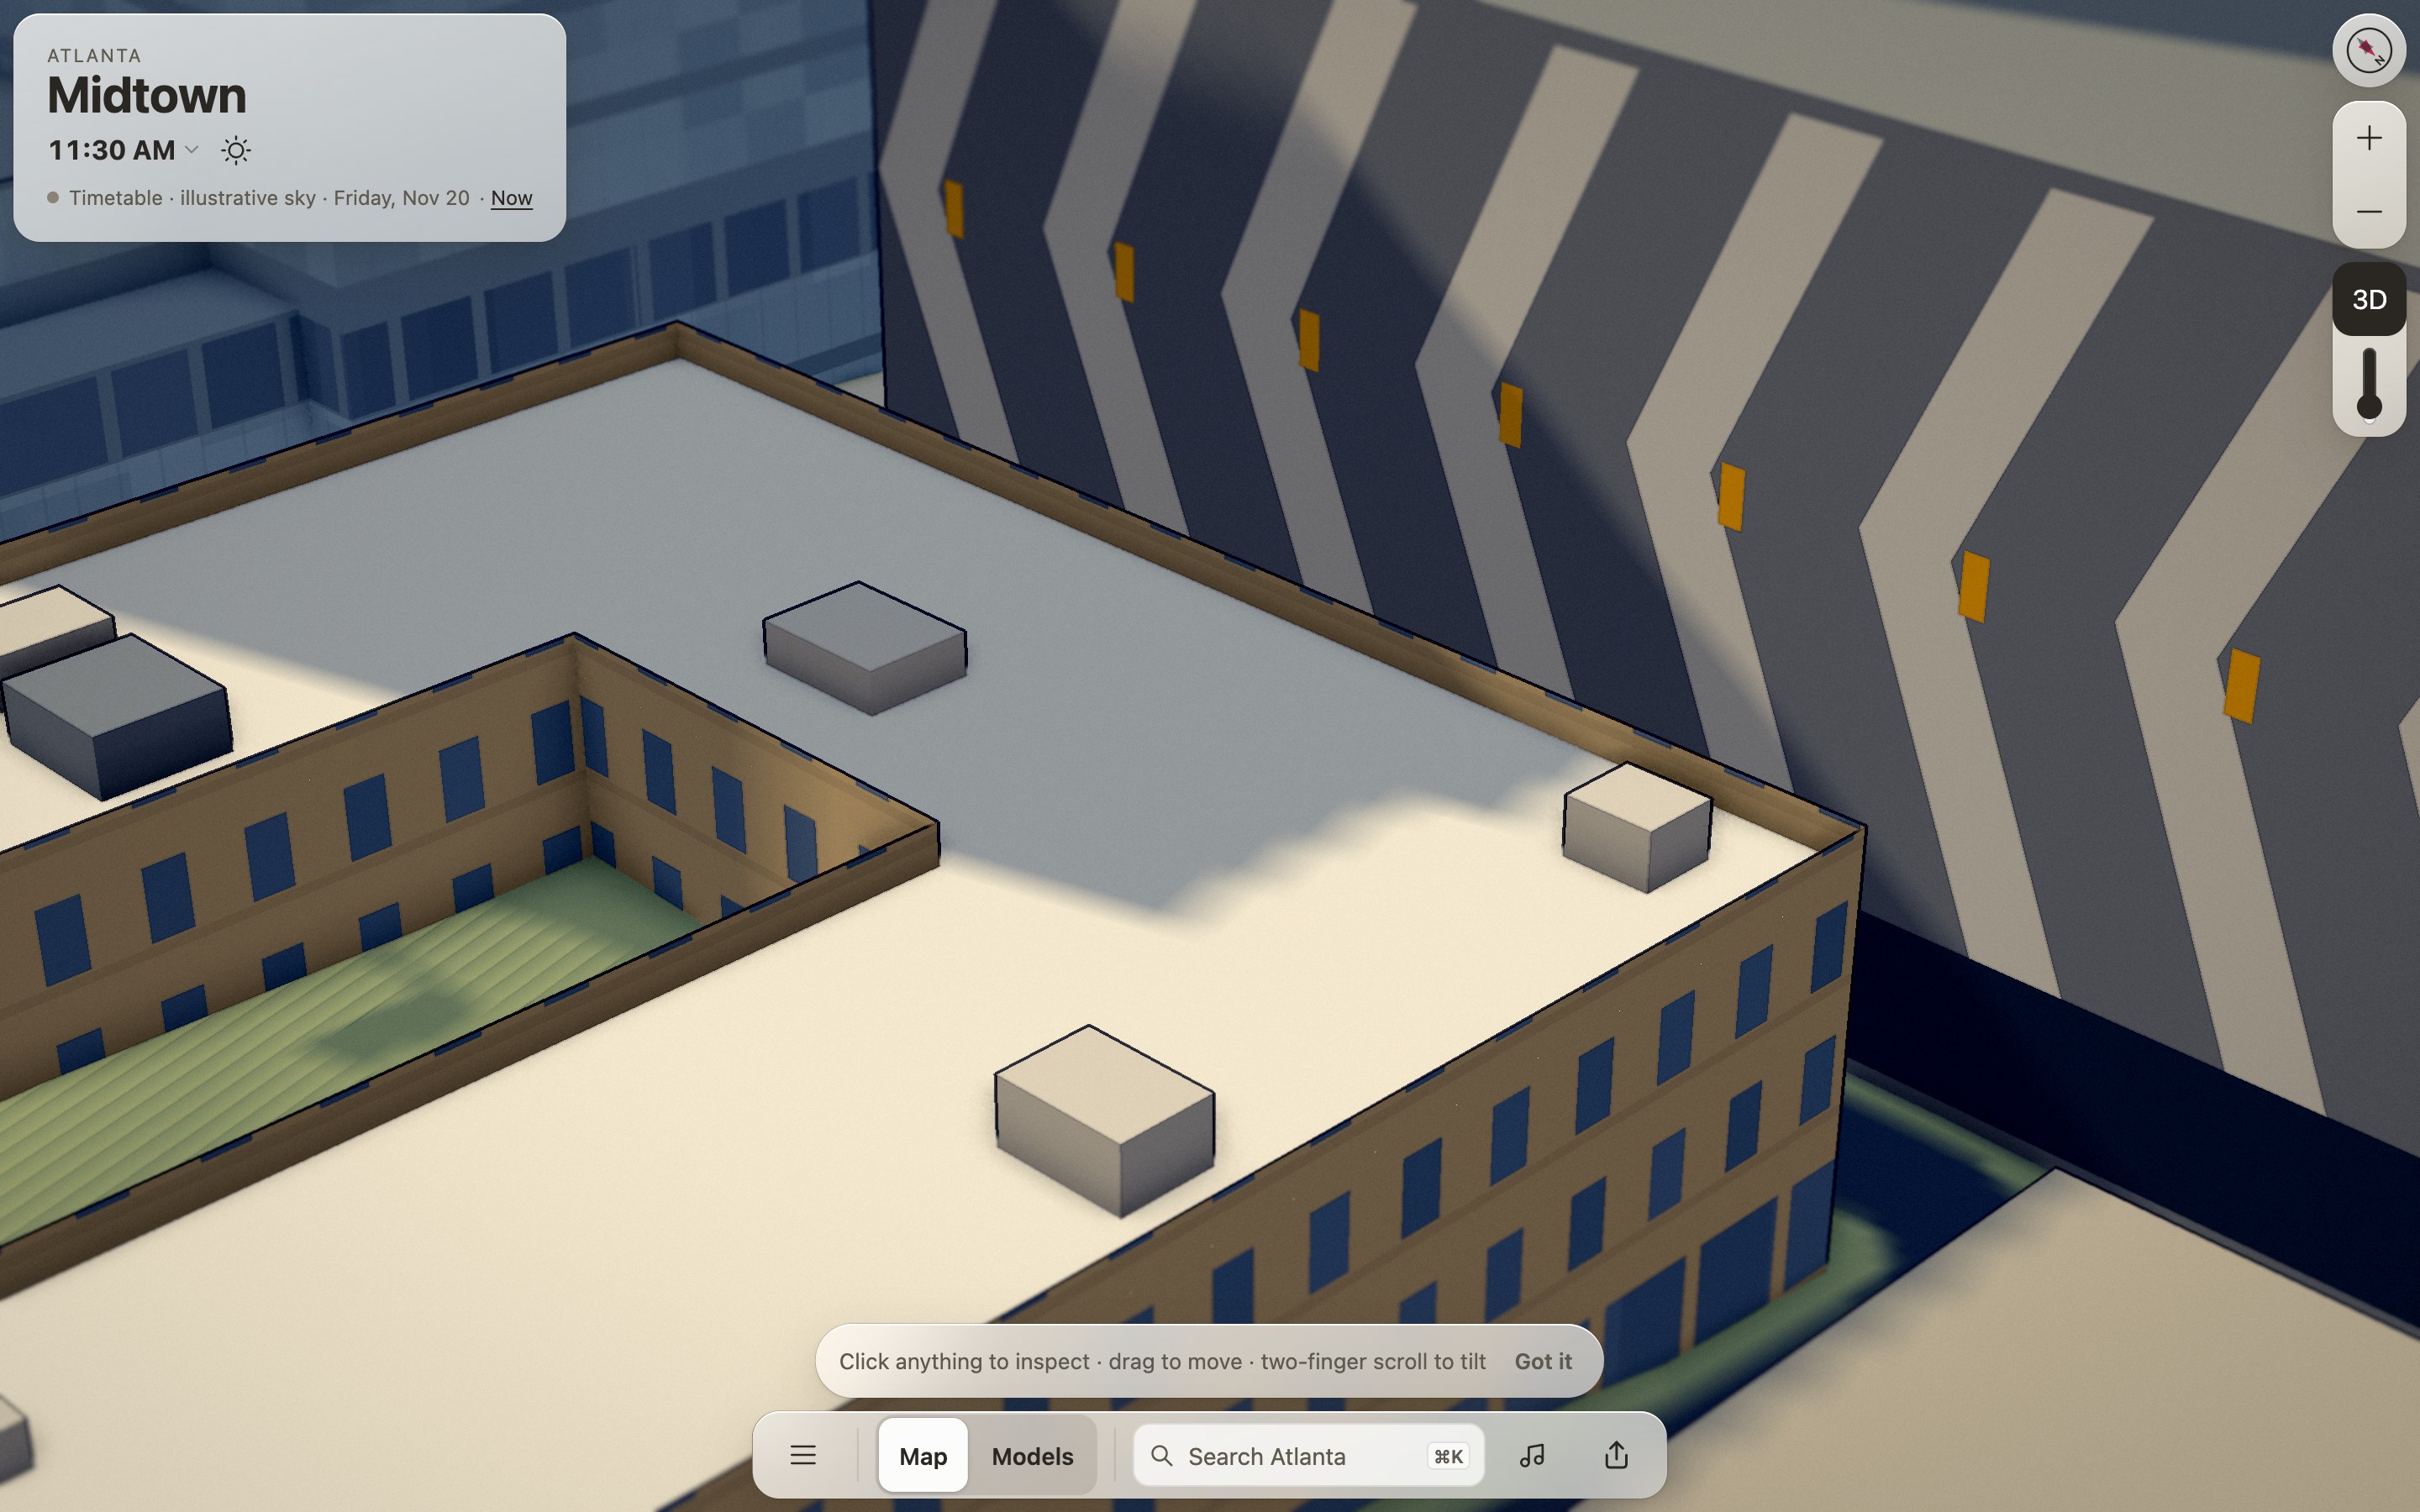 ATLANTA
Midtown
11:30 AM
Timetable · illustrative sky · Friday, Nov 20 · Now
N
3D
Click anything to inspect · drag to move · two-finger scroll to tilt Got it
Map Models Search Atlanta ⌘K